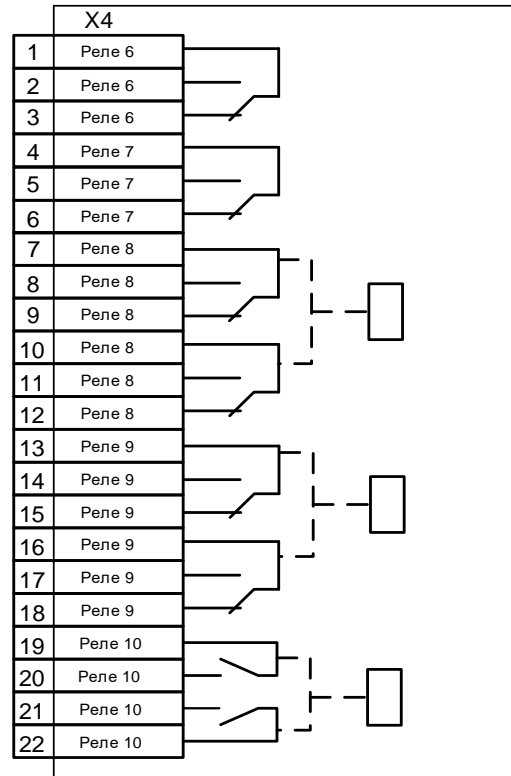 X4
1 Реле 6
2 Реле 6
3 Реле 6
4 Реле 7
5 Реле 7
6 Реле 7
7 Реле 8
8 Реле 8
9 Реле 8
10 Реле 8
11 Реле 8
12 Реле 8
13 Реле 9
14 Реле 9
15 Реле 9
16 Реле 9
17 Реле 9
18 Реле 9
19 Реле 10
20 Реле 10
21 Реле 10
22 Реле 10